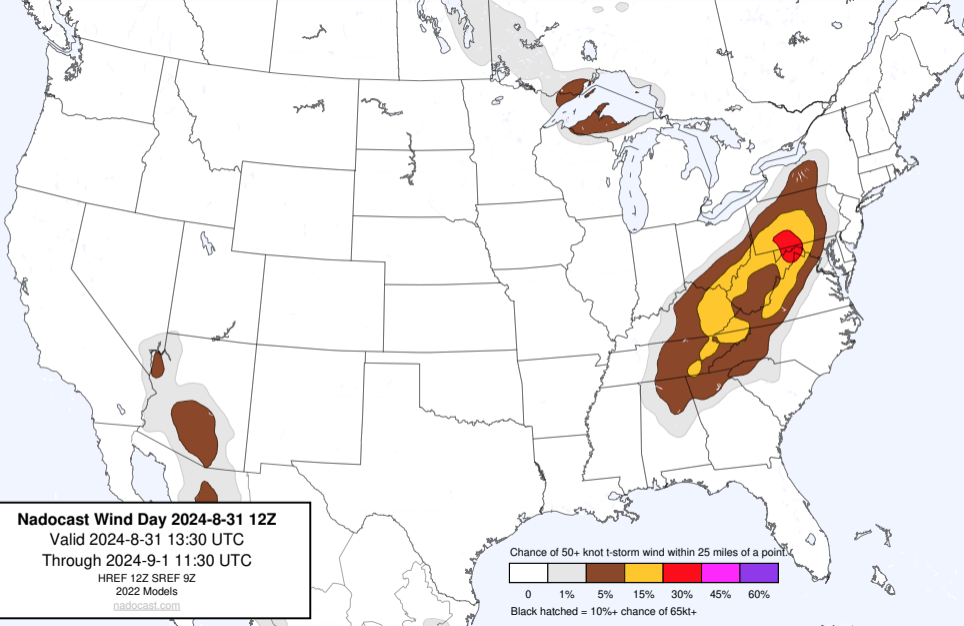 Nadocast Wind Day 2024-8-31 12Z
Valid 2024-8-31 13:30 UTC
Through 2024-9-1 11:30 UTC
HREF 12Z SREF 9Z
2022 Models
nadocast.com
Chance of 50+ knot t-storm wind within 25 miles of a point.
0 1% 5% 15% 30% 45% 60%
Black hatched = 10%+ chance of 65kt+